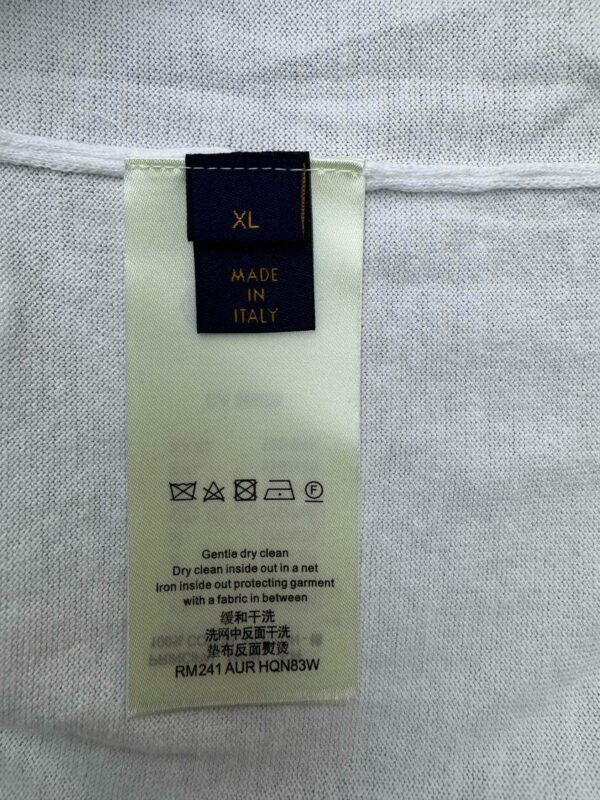 XL
MADE
IN
ITALY
Gentle dry clean
Dry clean inside out in a net
Iron inside out protecting garment
with a fabric in between
缓和干洗
洗网中反面干洗
垫布反面熨烫
RM241 AUR HQN83W